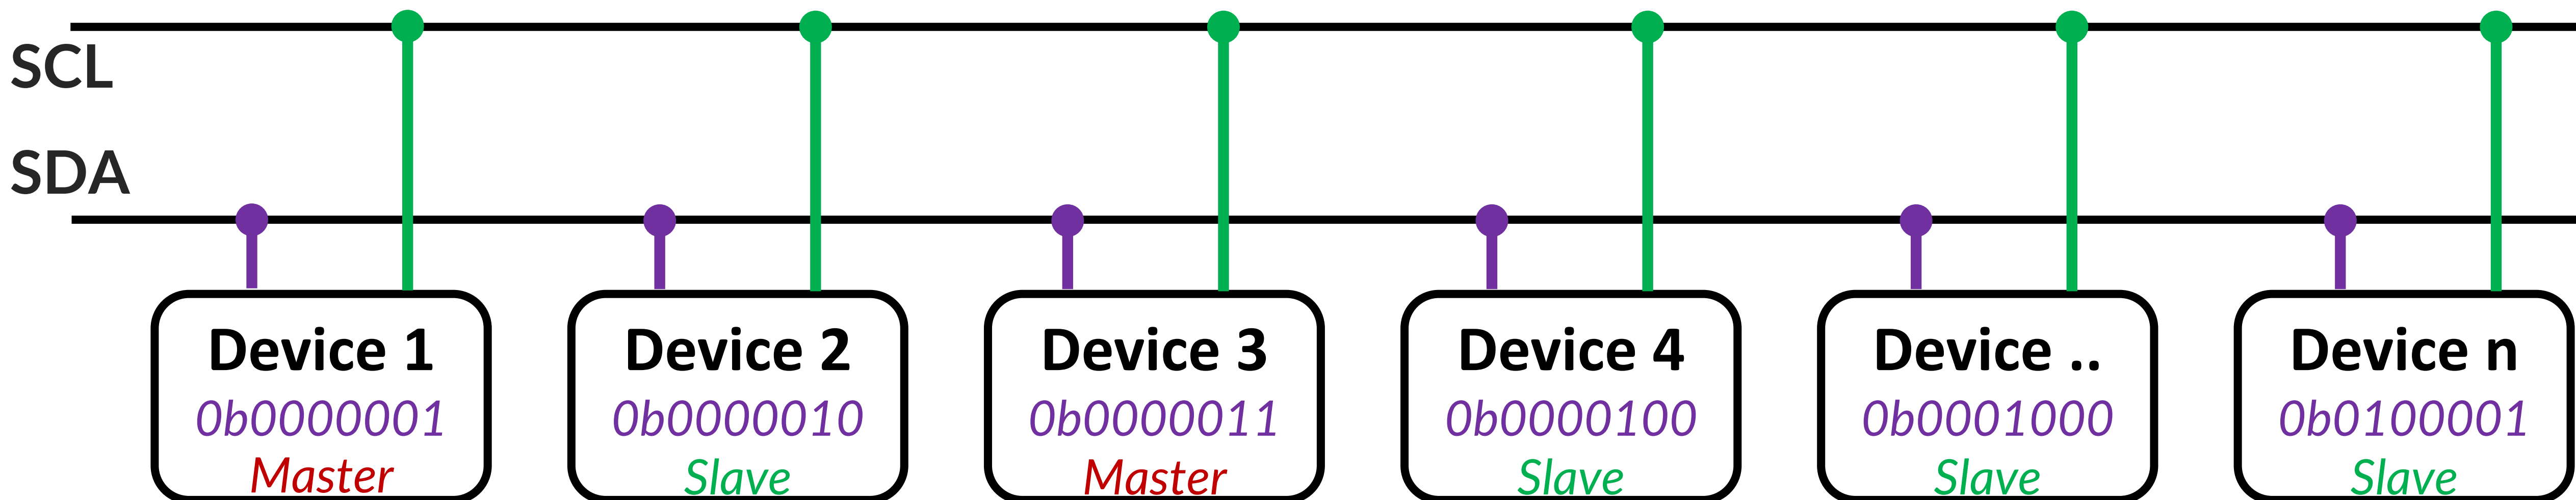 SCL
SDA
Device 1
0b0000001
Master
Device 2
0b0000010
Slave
Device 3
0b0000011
Master
Device 4
0b0000100
Slave
Device ..
0b0001000
Slave
Device n
0b0100001
Slave